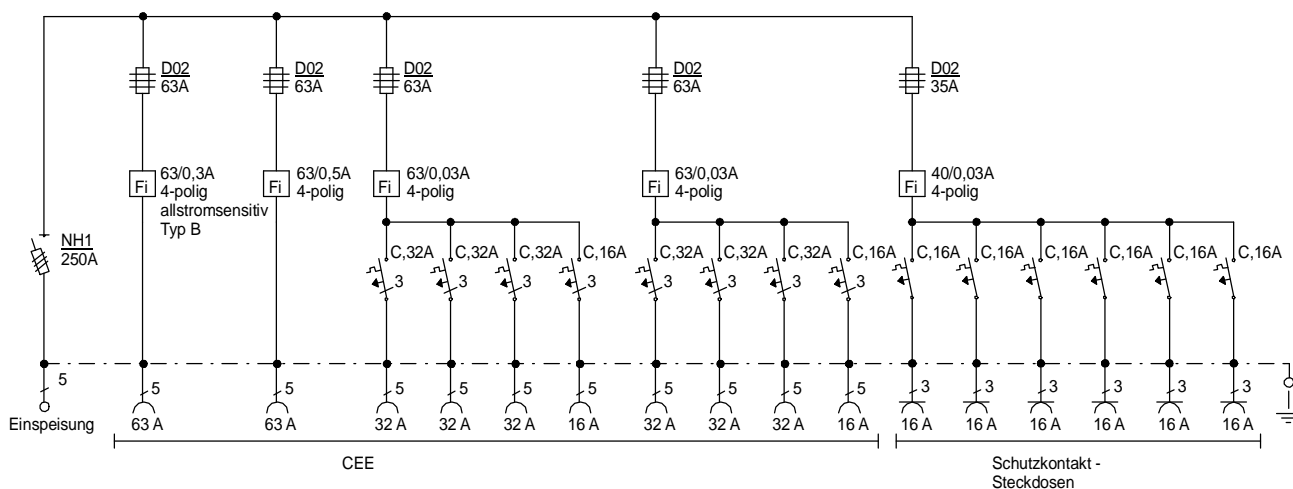 D02
63A
D02
63A
D02
63A
D02
63A
D02
35A
Fi
63/0,3A
4-polig
allstromsensitiv
Typ B
Fi
63/0,5A
4-polig
Fi
63/0,03A
4-polig
Fi
63/0,03A
4-polig
Fi
40/0,03A
4-polig
NH1
250A
C,32A
C,32A
C,32A
C,16A
C,32A
C,32A
C,32A
C,16A
C,16A
C,16A
C,16A
C,16A
C,16A
C,16A
3
3
3
3
3
3
3
3
5
5
5
5
5
5
5
5
5
5
5
3
3
3
3
3
3
Einspeisung
63 A
63 A
32 A
32 A
32 A
16 A
32 A
32 A
32 A
16 A
16 A
16 A
16 A
16 A
16 A
16 A
CEE
Schutzkontakt -
Steckdosen